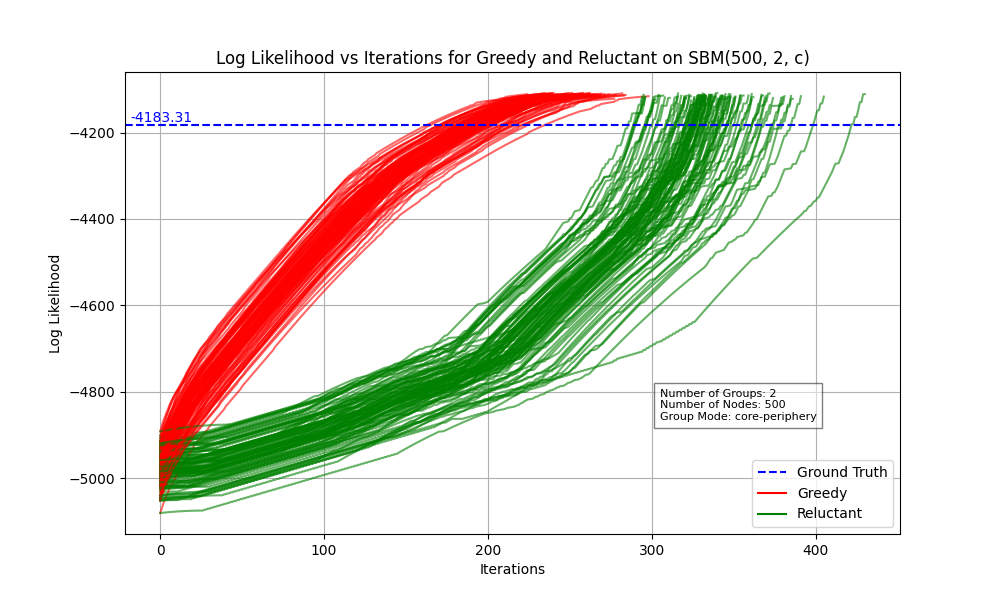 Log Likelihood vs Iterations for Greedy and Reluctant on SBM(500, 2, c)
-4183.31
−4200
−4400
−4600
−4800
−5000
Log Likelihood
Number of Groups: 2
Number of Nodes: 500
Group Mode: core-periphery
Ground Truth
Greedy
Reluctant
0 100 200 300 400
Iterations